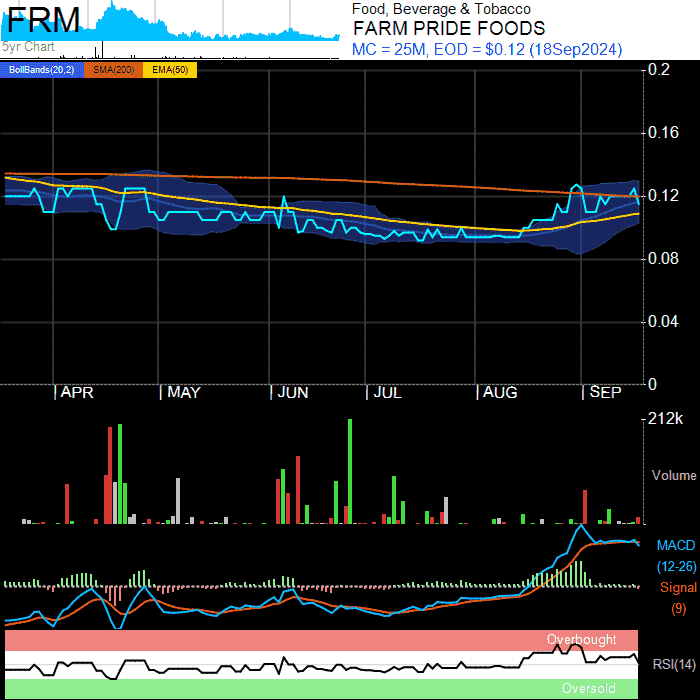 FRM
5yr Chart
Food, Beverage & Tobacco
FARM PRIDE FOODS
MC = 25M, EOD = $0.12 (18Sep2024)
BollBands(20,2) SMA(200) EMA(50)
0.2
0.16
0.12
0.08
0.04
0
APR MAY JUN JUL AUG SEP
212k
Volume
MACD
(12-26)
Signal
(9)
Overbought
RSI(14)
Oversold